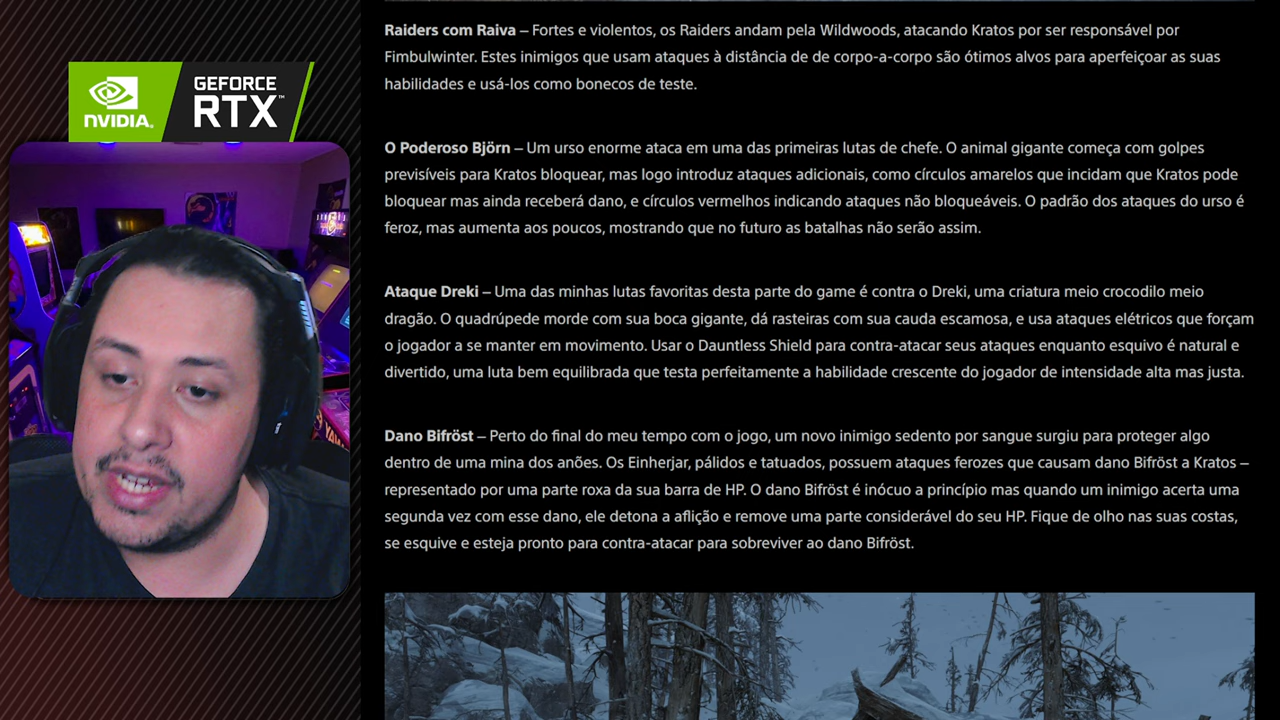 NVIDIA.
GEFORCE
RTX™
Raiders com Raiva – Fortes e violentos, os Raiders andam pela Wildwoods, atacando Kratos por ser responsável por
Fimbulwinter. Estes inimigos que usam ataques à distância de de corpo-a-corpo são ótimos alvos para aperfeiçoar as suas
habilidades e usá-los como bonecos de teste.
O Poderoso Björn – Um urso enorme ataca em uma das primeiras lutas de chefe. O animal gigante começa com golpes
previsíveis para Kratos bloquear, mas logo introduz ataques adicionais, como círculos amarelos que incidam que Kratos pode
bloquear mas ainda receberá dano, e círculos vermelhos indicando ataques não bloqueáveis. O padrão dos ataques do urso é
feroz, mas aumenta aos poucos, mostrando que no futuro as batalhas não serão assim.
Ataque Dreki – Uma das minhas lutas favoritas desta parte do game é contra o Dreki, uma criatura meio crocodilo meio
dragão. O quadrúpede morde com sua boca gigante, dá rasteiras com sua cauda escamosa, e usa ataques elétricos que forçam
o jogador a se manter em movimento. Usar o Dauntless Shield para contra-atacar seus ataques enquanto esquivo é natural e
divertido, uma luta bem equilibrada que testa perfeitamente a habilidade crescente do jogador de intensidade alta mas justa.
Dano Bifröst – Perto do final do meu tempo com o jogo, um novo inimigo sedento por sangue surgiu para proteger algo
dentro de uma mina dos anões. Os Einherjar, pálidos e tatuados, possuem ataques ferozes que causam dano Bifröst a Kratos –
representado por uma parte roxa da sua barra de HP. O dano Bifröst é inócuo a princípio mas quando um inimigo acerta uma
segunda vez com esse dano, ele detona a aflição e remove uma parte considerável do seu HP. Fique de olho nas suas costas,
se esquive e esteja pronto para contra-atacar para sobreviver ao dano Bifröst.